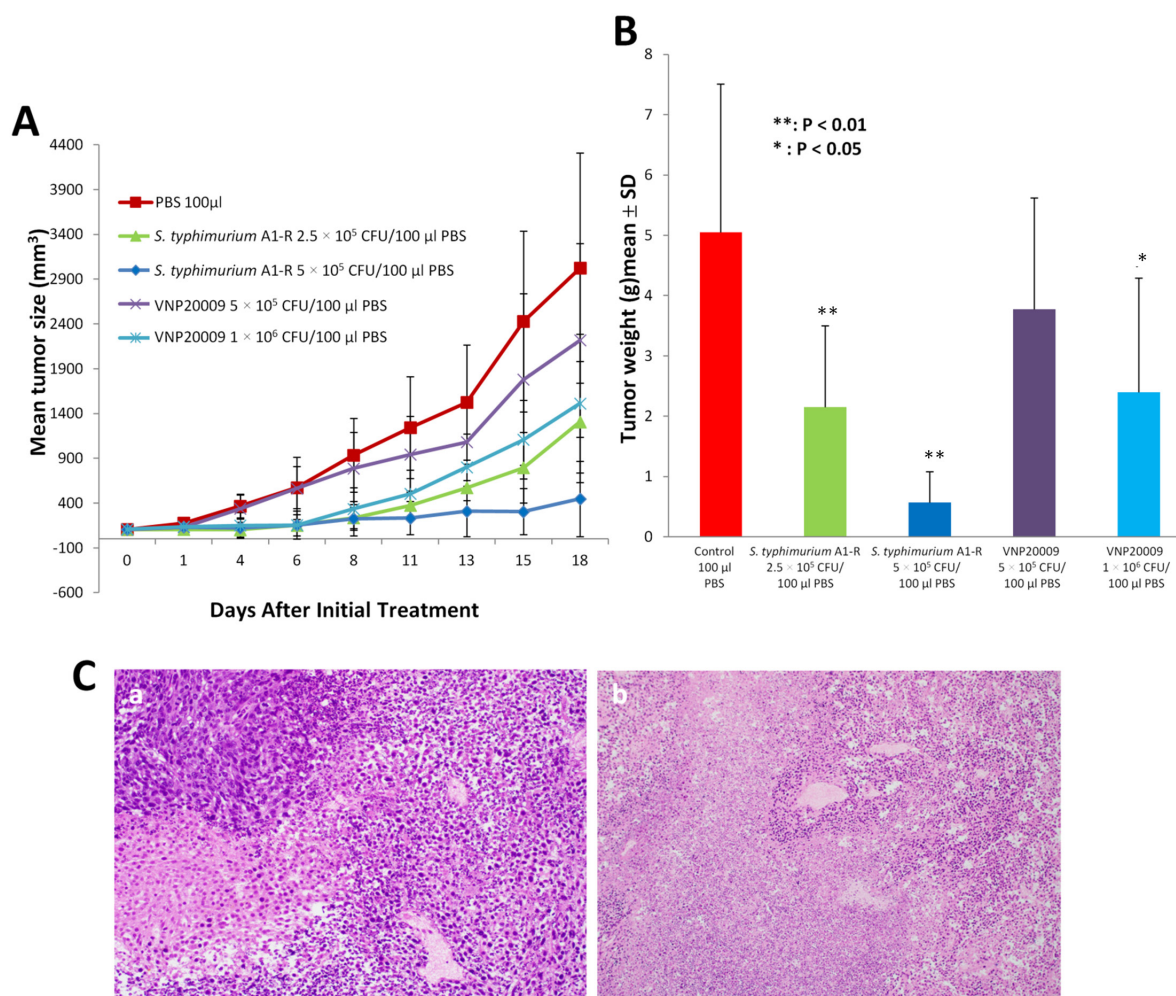 A
Mean tumor size (mm³)
4400
3900
3400
2900
2400
1900
1400
900
400
-100
-600
PBS 100µl
S. typhimurium A1-R 2.5 × 10⁵ CFU/100 µl PBS
S. typhimurium A1-R 5 × 10⁵ CFU/100 µl PBS
VNP20009 5 × 10⁵ CFU/100 µl PBS
VNP20009 1 × 10⁶ CFU/100 µl PBS
0 1 4 6 8 11 13 15 18
Days After Initial Treatment
B
Tumor weight (g)mean ± SD
8
7
6
5
4
3
2
1
0
**: P < 0.01
* : P < 0.05
**
**
*
Control
100 µl
PBS
S. typhimurium A1-R
2.5 × 10⁵ CFU/
100 µl PBS
S. typhimurium A1-R
5 × 10⁵ CFU/
100 µl PBS
VNP20009
5 × 10⁵ CFU/
100 µl PBS
VNP20009
1 × 10⁶ CFU/
100 µl PBS
C
a
b